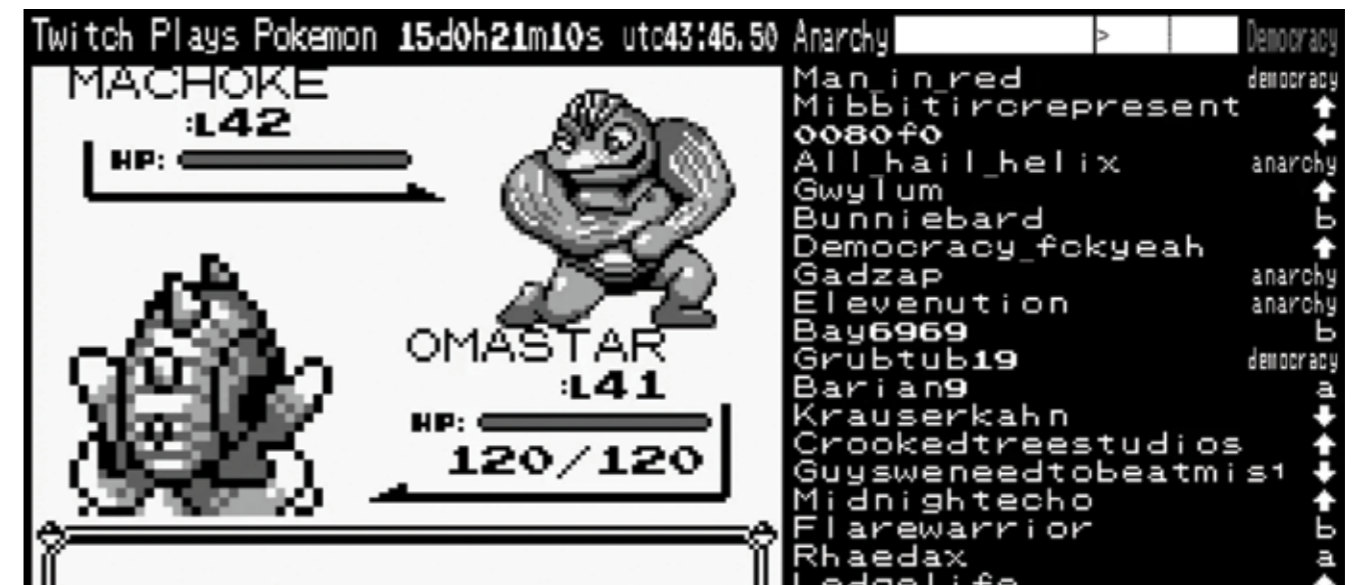 Twitch Plays Pokemon 15d0h21m10s utc43:46.50 Anarchy > Democracy
MACHOKE
:L42
HP:
OMASTAR
:L41
HP:
120/120
Man_in_red democracy
Mibbitircrepresent ⬆
0080f0 ⬅
All_hail_helix anarchy
Gwylum ⬆
Bunniebard b
Democracy_fckyeah ⬆
Gadzap anarchy
Elevenution anarchy
Bay6969 b
Grubtub19 democracy
Barian9 a
Krauserkahn ⬇
Crookedtreestudios ⬆
Guysweneedtobeatmist ⬇
Midnightecho ⬆
Flarewarrior b
Rhaedax a